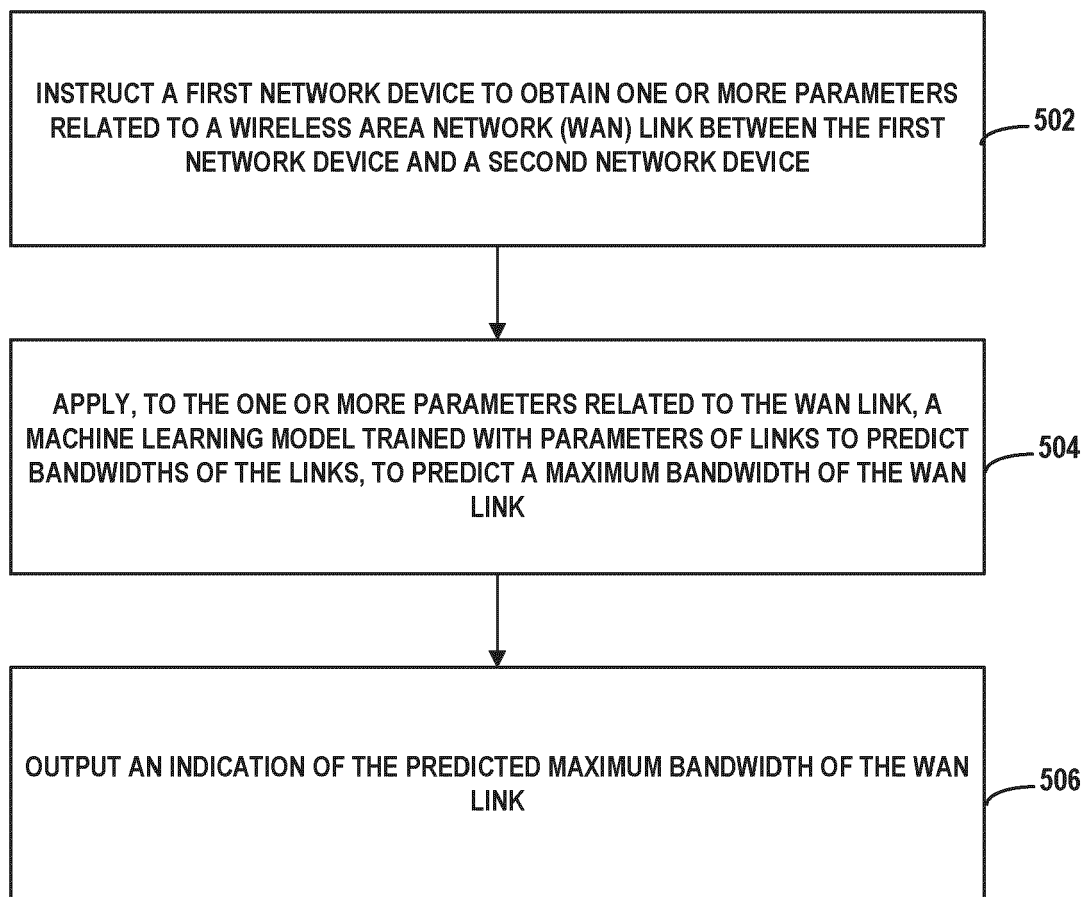 INSTRUCT A FIRST NETWORK DEVICE TO OBTAIN ONE OR MORE PARAMETERS
RELATED TO A WIRELESS AREA NETWORK (WAN) LINK BETWEEN THE FIRST
NETWORK DEVICE AND A SECOND NETWORK DEVICE
502
APPLY, TO THE ONE OR MORE PARAMETERS RELATED TO THE WAN LINK, A
MACHINE LEARNING MODEL TRAINED WITH PARAMETERS OF LINKS TO PREDICT
BANDWIDTHS OF THE LINKS, TO PREDICT A MAXIMUM BANDWIDTH OF THE WAN
LINK
504
OUTPUT AN INDICATION OF THE PREDICTED MAXIMUM BANDWIDTH OF THE WAN
LINK
506